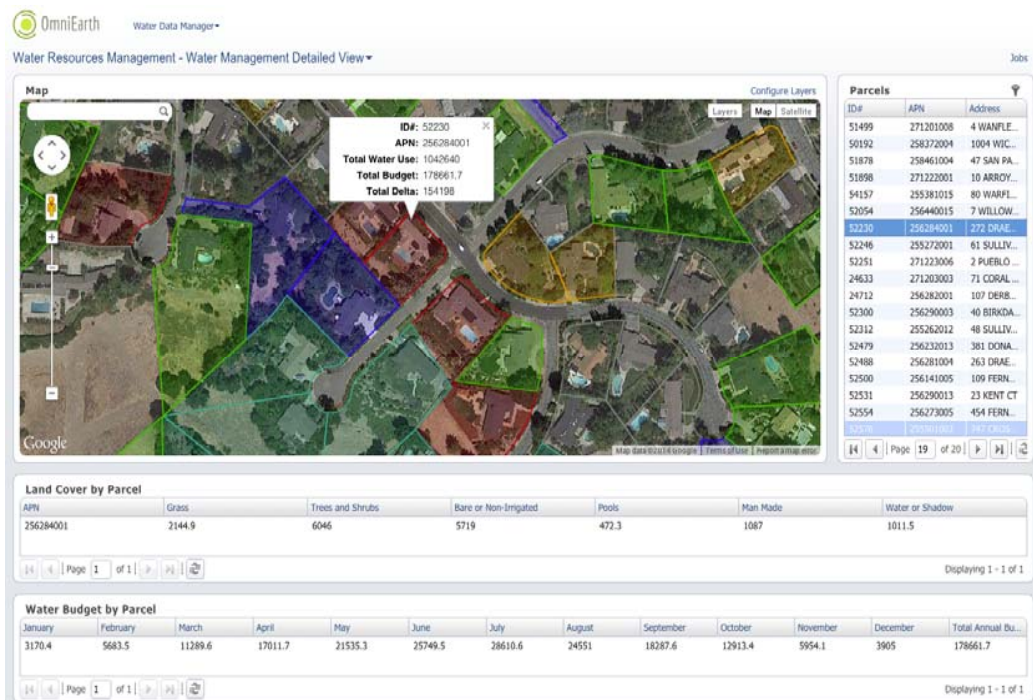 OmniEarth
Water Data Manager
Water Resources Management - Water Management Detailed View
Jobs
Map
Configure Layers
Layers
Map
Satellite
ID#: 52230
APN: 256284001
Total Water Use: 1042640
Total Budget: 178661.7
Total Delta: 154198
Google
Map data ©2014 Google
Terms of Use
Report a map error
Parcels
ID# APN Address
51499 271201008 4 WANFLE...
50192 258372004 1004 WIC...
51878 258461004 47 SAN PA...
51898 271222001 10 ARROY...
54157 255381015 80 WARFI...
52054 256440015 7 WILLOW...
52230 256284001 272 DRAE...
52246 255272001 61 SULLIV...
52251 271223006 2 PUEBLO ...
24633 271203003 71 CORAL ...
24712 256282001 107 DERB...
52300 256290003 40 BIRKDA...
52312 255262012 48 SULLIV...
52479 256232013 381 DONA...
52488 256281004 263 DRAE...
52500 256141005 109 FERN...
52531 256290013 23 KENT CT
52554 256273005 454 FERN...
Page 19 of 20
Land Cover by Parcel
APN Grass Trees and Shrubs Bare or Non-Irrigated Pools Man Made Water or Shadow
256284001 2144.9 6046 5719 472.3 1087 1011.5
Page 1 of 1
Displaying 1 - 1 of 1
Water Budget by Parcel
January February March April May June July August September October November December Total Annual Bu...
3170.4 5683.5 11289.6 17011.7 21535.3 25749.5 28610.6 24551 18287.6 12913.4 5954.1 3905 178661.7
Page 1 of 1
Displaying 1 - 1 of 1